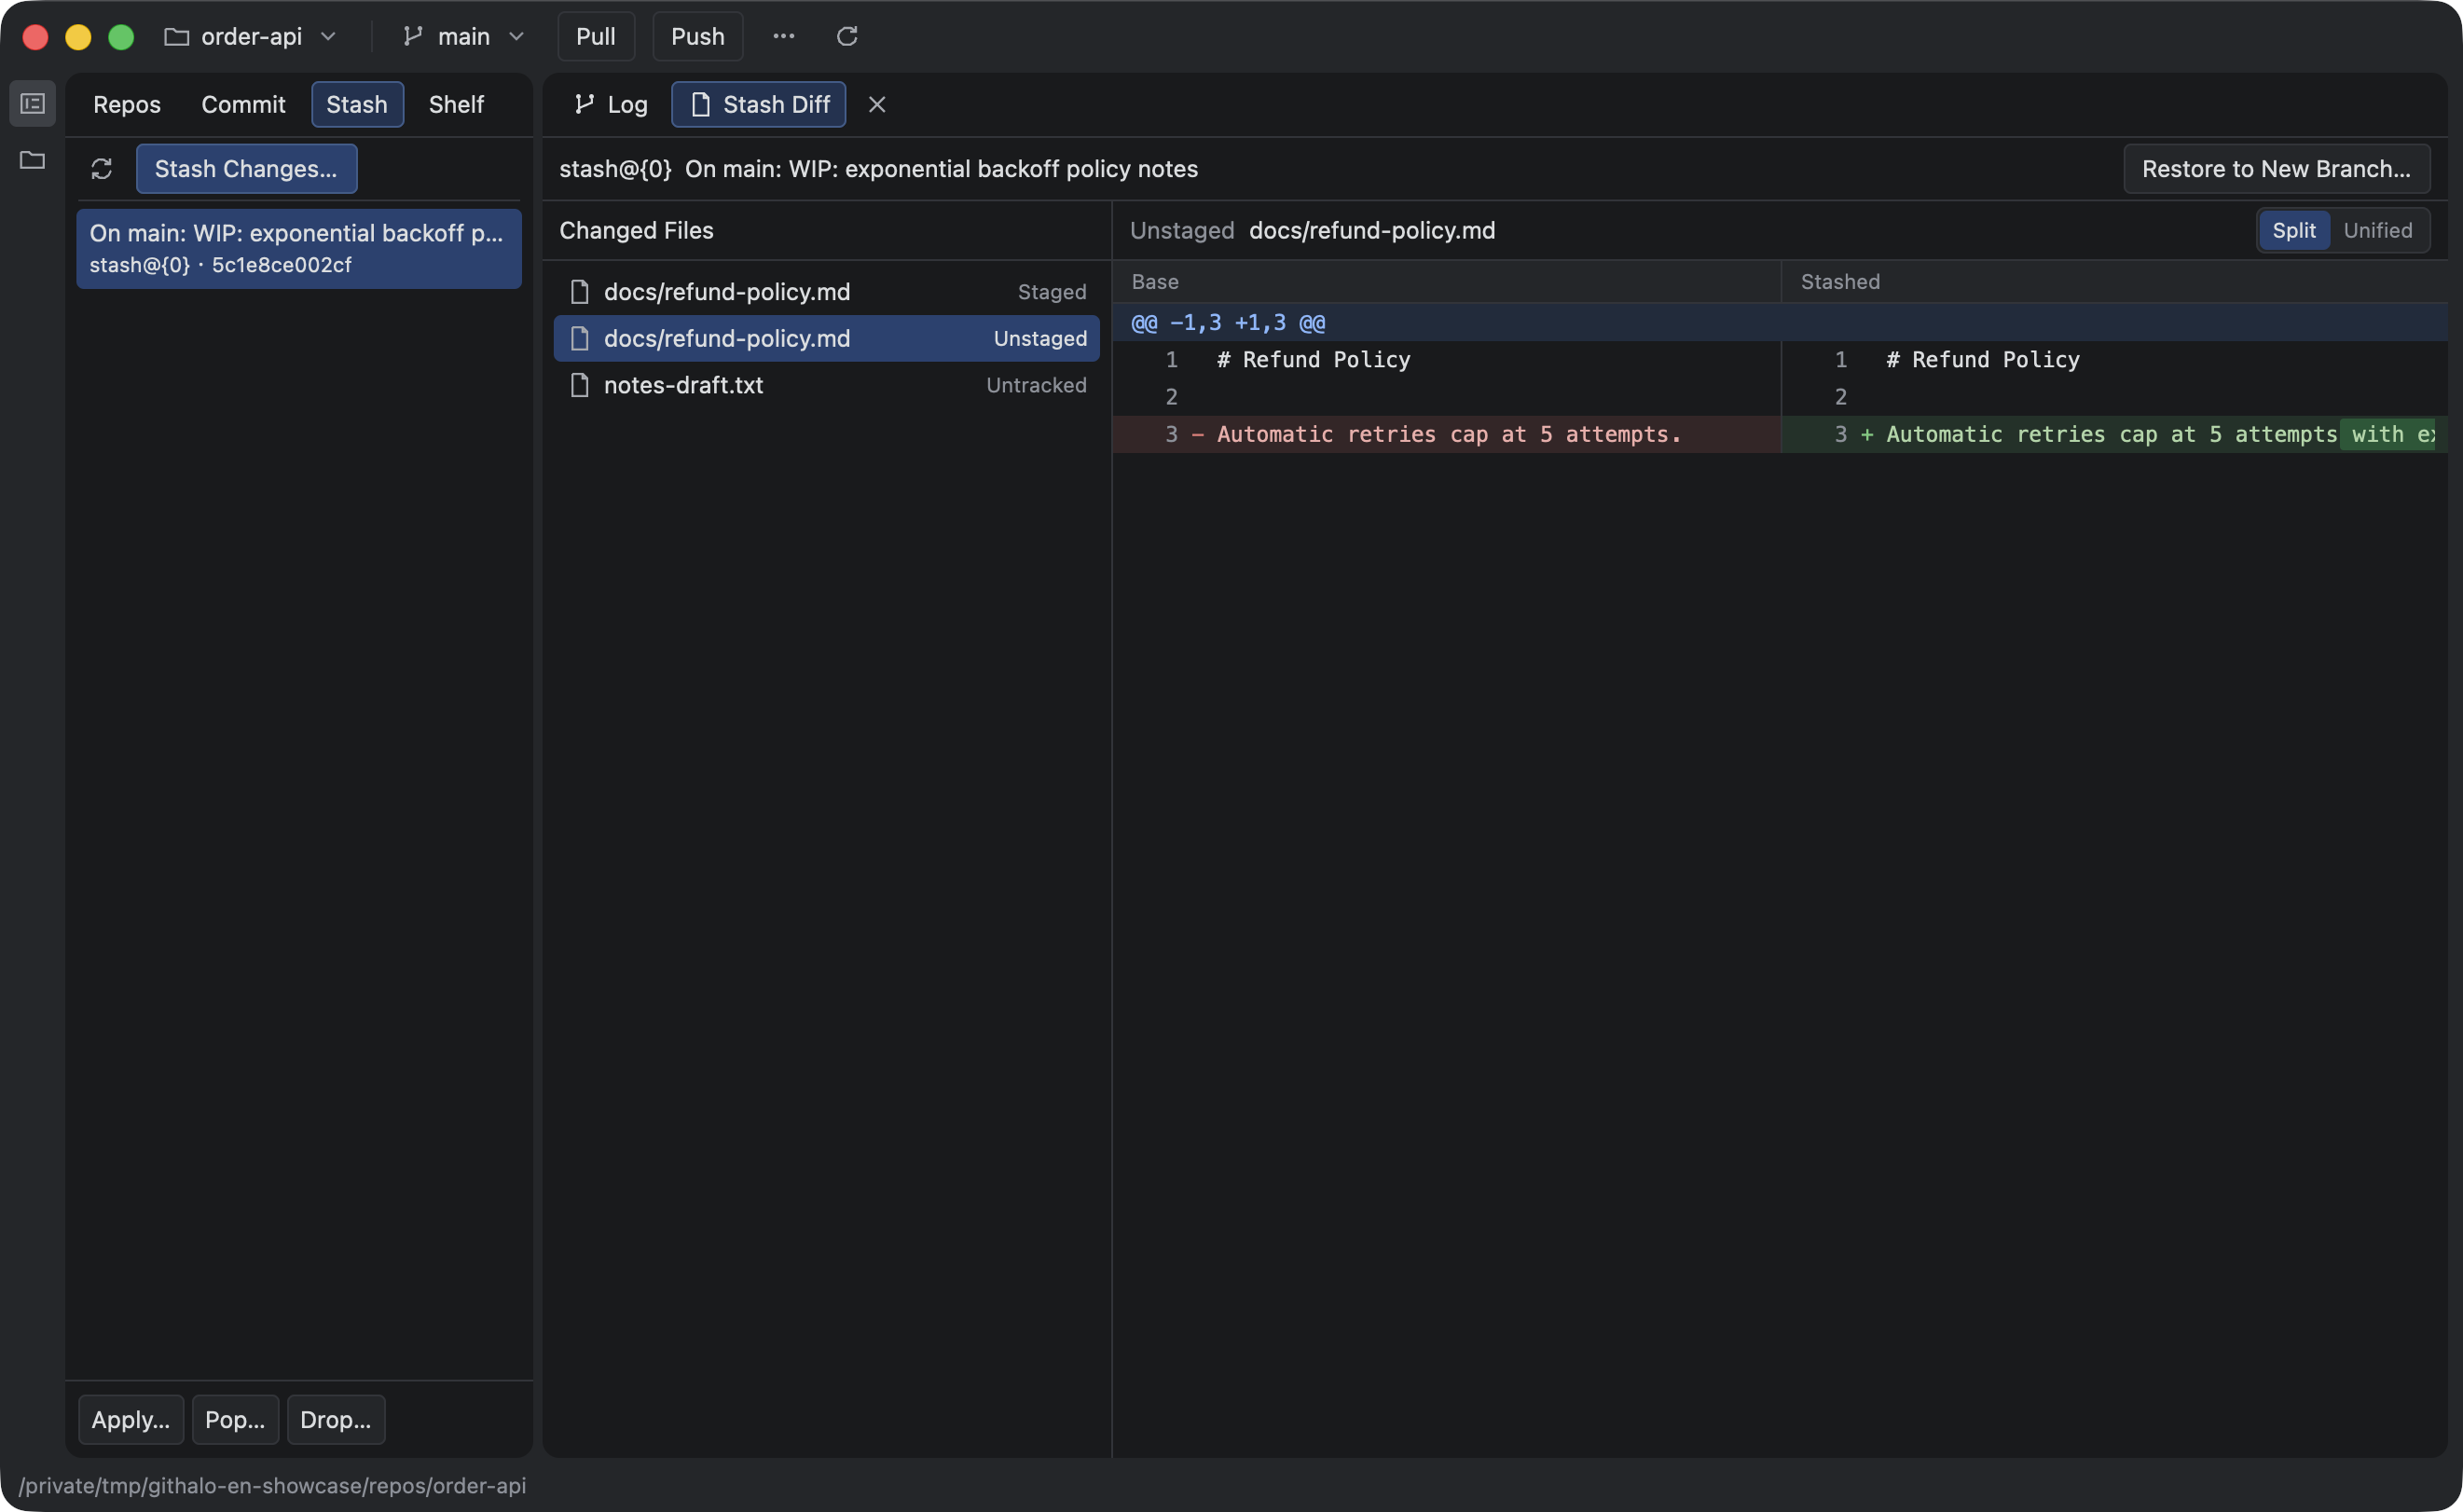 order-api main Pull Push
Repos Commit Stash Shelf
Stash Changes...
On main: WIP: exponential backoff p...
stash@{0} · 5c1e8ce002cf
Apply... Pop... Drop...
Log Stash Diff
stash@{0} On main: WIP: exponential backoff policy notes Restore to New Branch...
Changed Files
docs/refund-policy.md Staged
docs/refund-policy.md Unstaged
notes-draft.txt Untracked
Unstaged docs/refund-policy.md Split Unified
Base Stashed
@@ -1,3 +1,3 @@
1 # Refund Policy 1 # Refund Policy
2 2
3 - Automatic retries cap at 5 attempts. 3 + Automatic retries cap at 5 attempts with
/private/tmp/githalo-en-showcase/repos/order-api